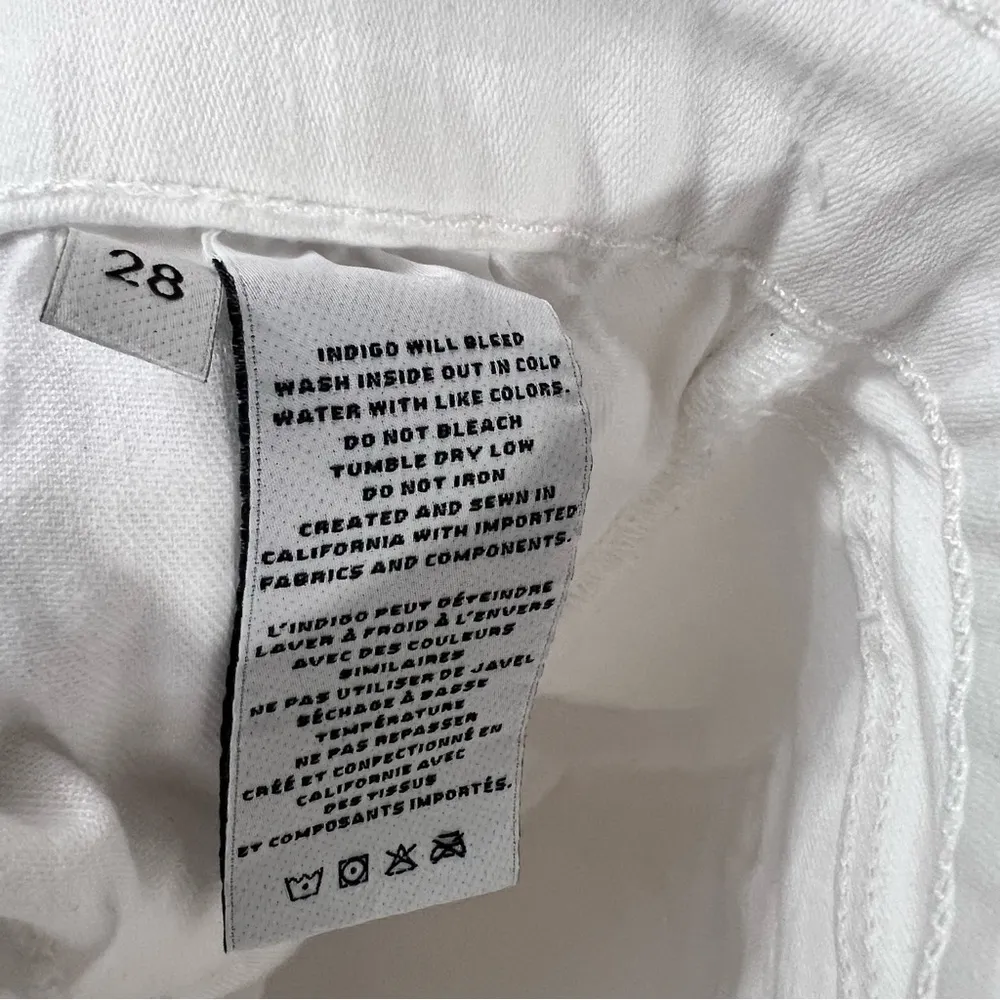 28
INDIGO WILL BLEED
WASH INSIDE OUT IN COLD
WATER WITH LIKE COLORS.
DO NOT BLEACH
TUMBLE DRY LOW
DO NOT IRON
CREATED AND SEWN IN
CALIFORNIA WITH IMPORTED
FABRICS AND COMPONENTS.
L'INDIGO PEUT DÉTEINDRE
LAVER À FROID À L'ENVERS
AVEC DES COULEURS
SIMILAIRES
NE PAS UTILISER DE JAVEL
SÉCHAGE À BASSE
TEMPÉRATURE
NE PAS REPASSER
CRÉÉ ET CONFECTIONNÉ EN
CALIFORNIE AVEC
DES TISSUS
ET COMPOSANTS IMPORTÉS.